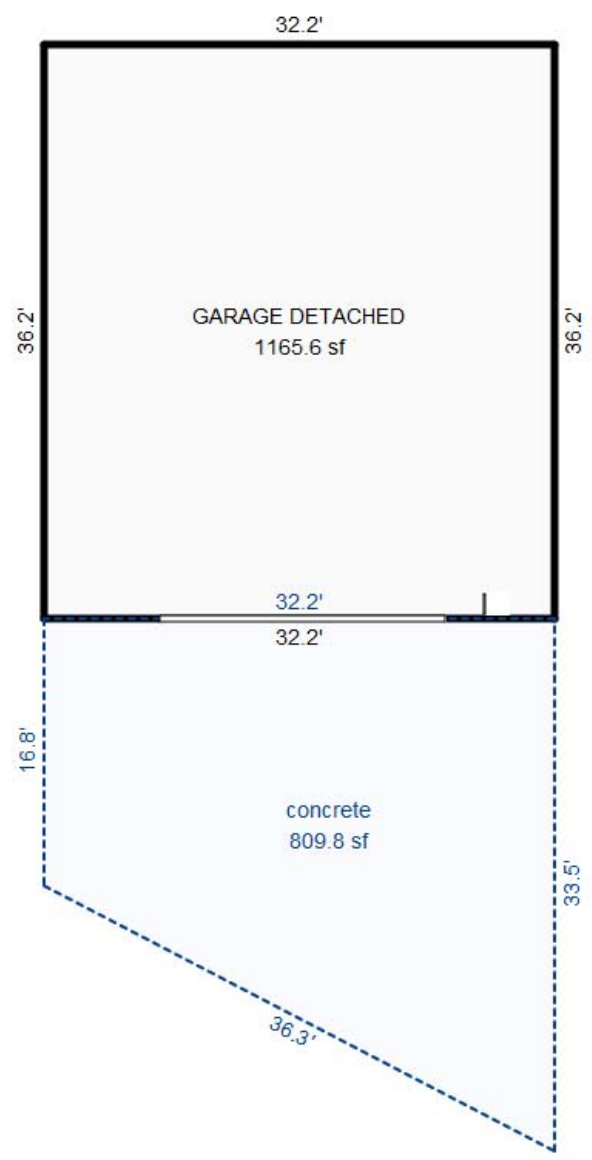 32.2'
36.2'
36.2'
GARAGE DETACHED
1165.6 sf
32.2'
32.2'
16.8'
concrete
809.8 sf
33.5'
36.3'